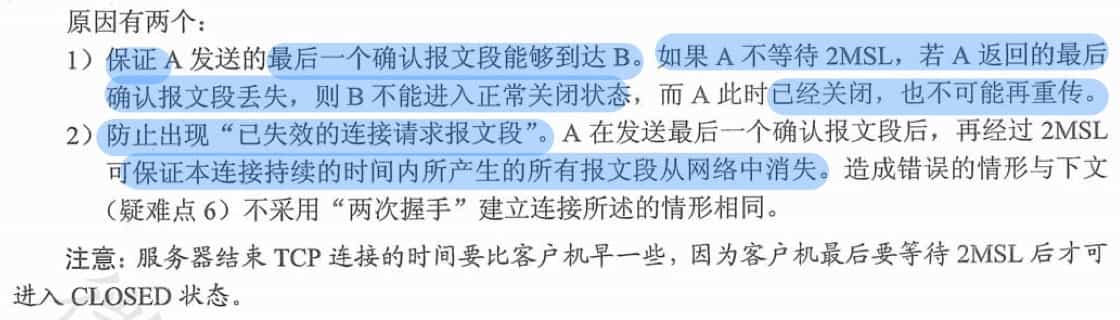 原因有两个：
1）保证 A 发送的最后一个确认报文段能够到达 B。如果 A 不等待 2MSL，若 A 返回的最后
确认报文段丢失，则 B 不能进入正常关闭状态，而 A 此时已经关闭，也不可能再重传。
2）防止出现“已失效的连接请求报文段”。A 在发送最后一个确认报文段后，再经过 2MSL
可保证本连接持续的时间内所产生的所有报文段从网络中消失。造成错误的情形与下文
（疑难点 6）不采用“两次握手”建立连接所述的情形相同。
注意：服务器结束 TCP 连接的时间要比客户机早一些，因为客户机最后要等待 2MSL 后才可
进入 CLOSED 状态。